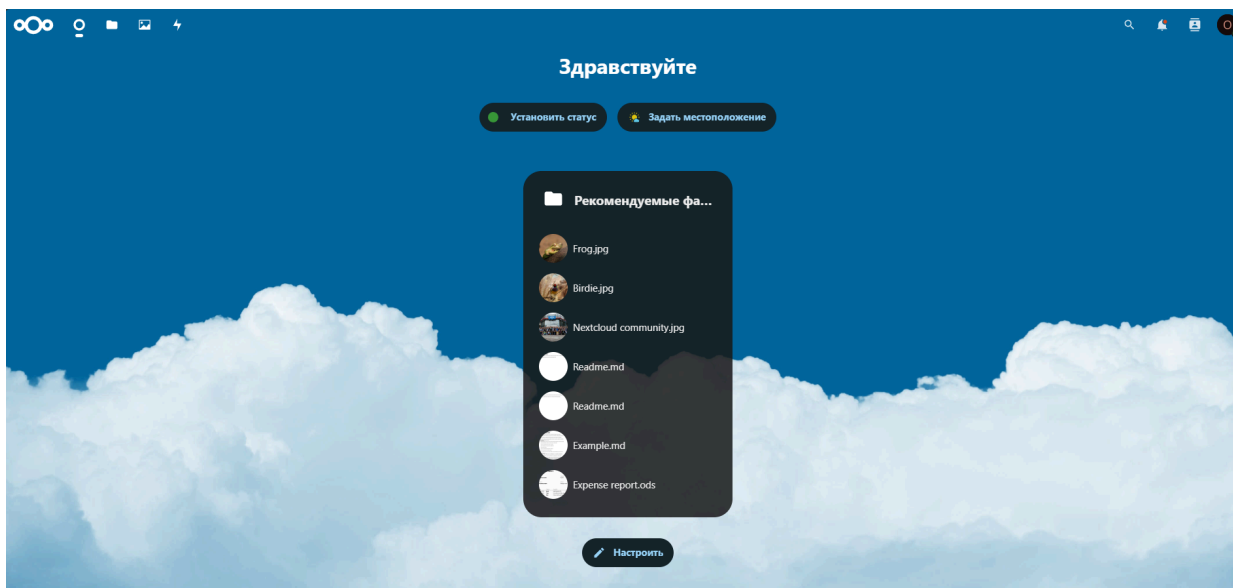 О
Здравствуйте
Установить статус
Задать местоположение
Рекомендуемые фа...
Frog.jpg
Birdie.jpg
Nextcloud community.jpg
Readme.md
Readme.md
Example.md
Expense report.ods
Настроить